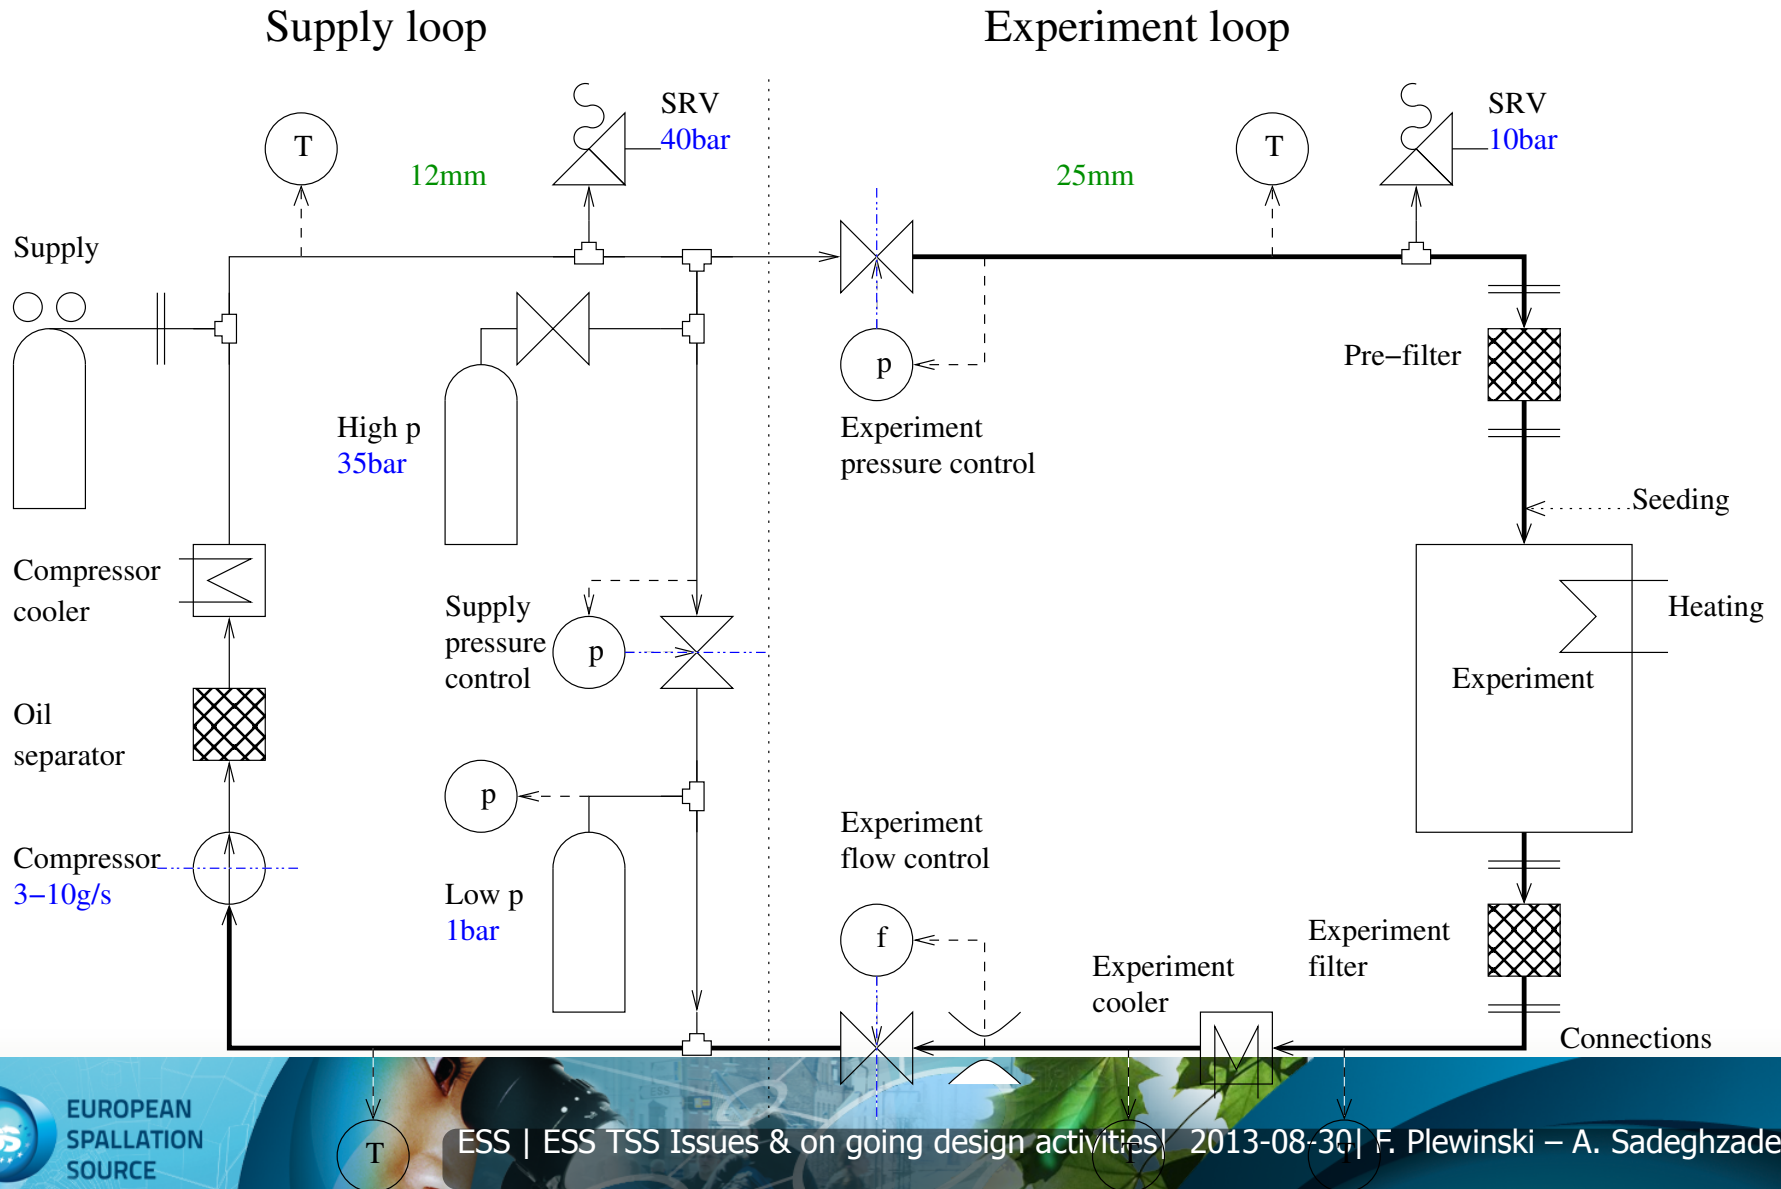 Supply loop
Experiment loop
SRV
40bar
SRV
10bar
T
T
12mm
25mm
Supply
p
Pre–filter
High p
35bar
Experiment
pressure control
Seeding
Compressor
cooler
Supply
pressure
control
p
Heating
Experiment
Oil
separator
p
Experiment
flow control
Compressor
3–10g/s
Low p
1bar
f
Experiment
filter
Experiment
cooler
Connections
EUROPEAN
SPALLATION
SOURCE
T
T
T
ESS | ESS TSS Issues & on going design activities| 2013-08-30| F. Plewinski – A. Sadeghzade